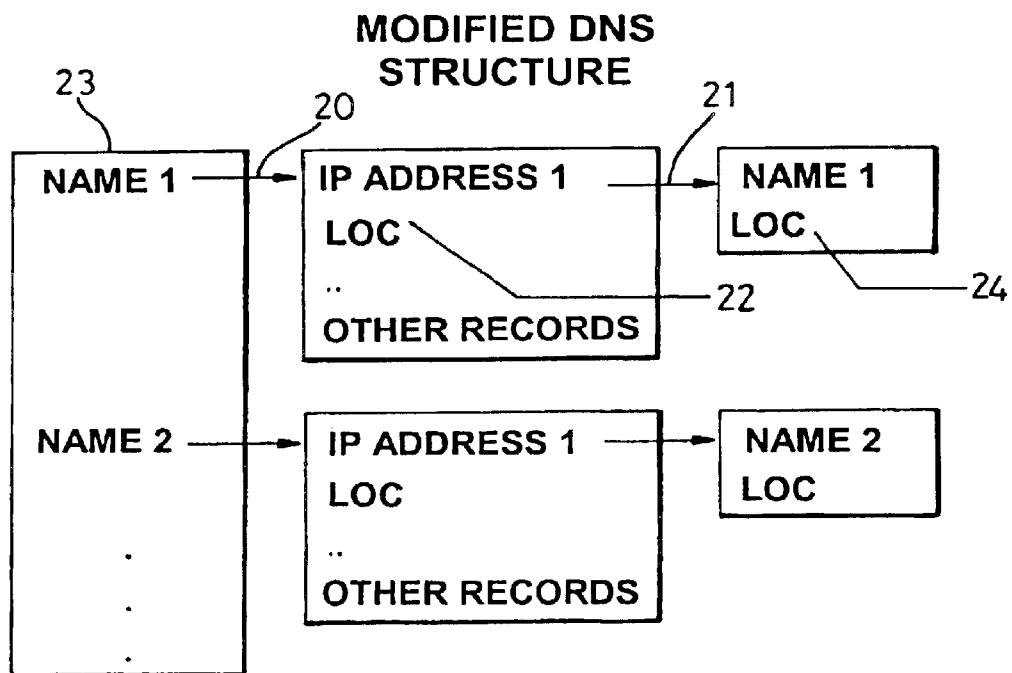 MODIFIED DNS
STRUCTURE
23
20
21
NAME 1
IP ADDRESS 1
LOC
..
OTHER RECORDS
NAME 1
LOC
22
24
NAME 2
IP ADDRESS 1
LOC
..
OTHER RECORDS
NAME 2
LOC
.
.
.